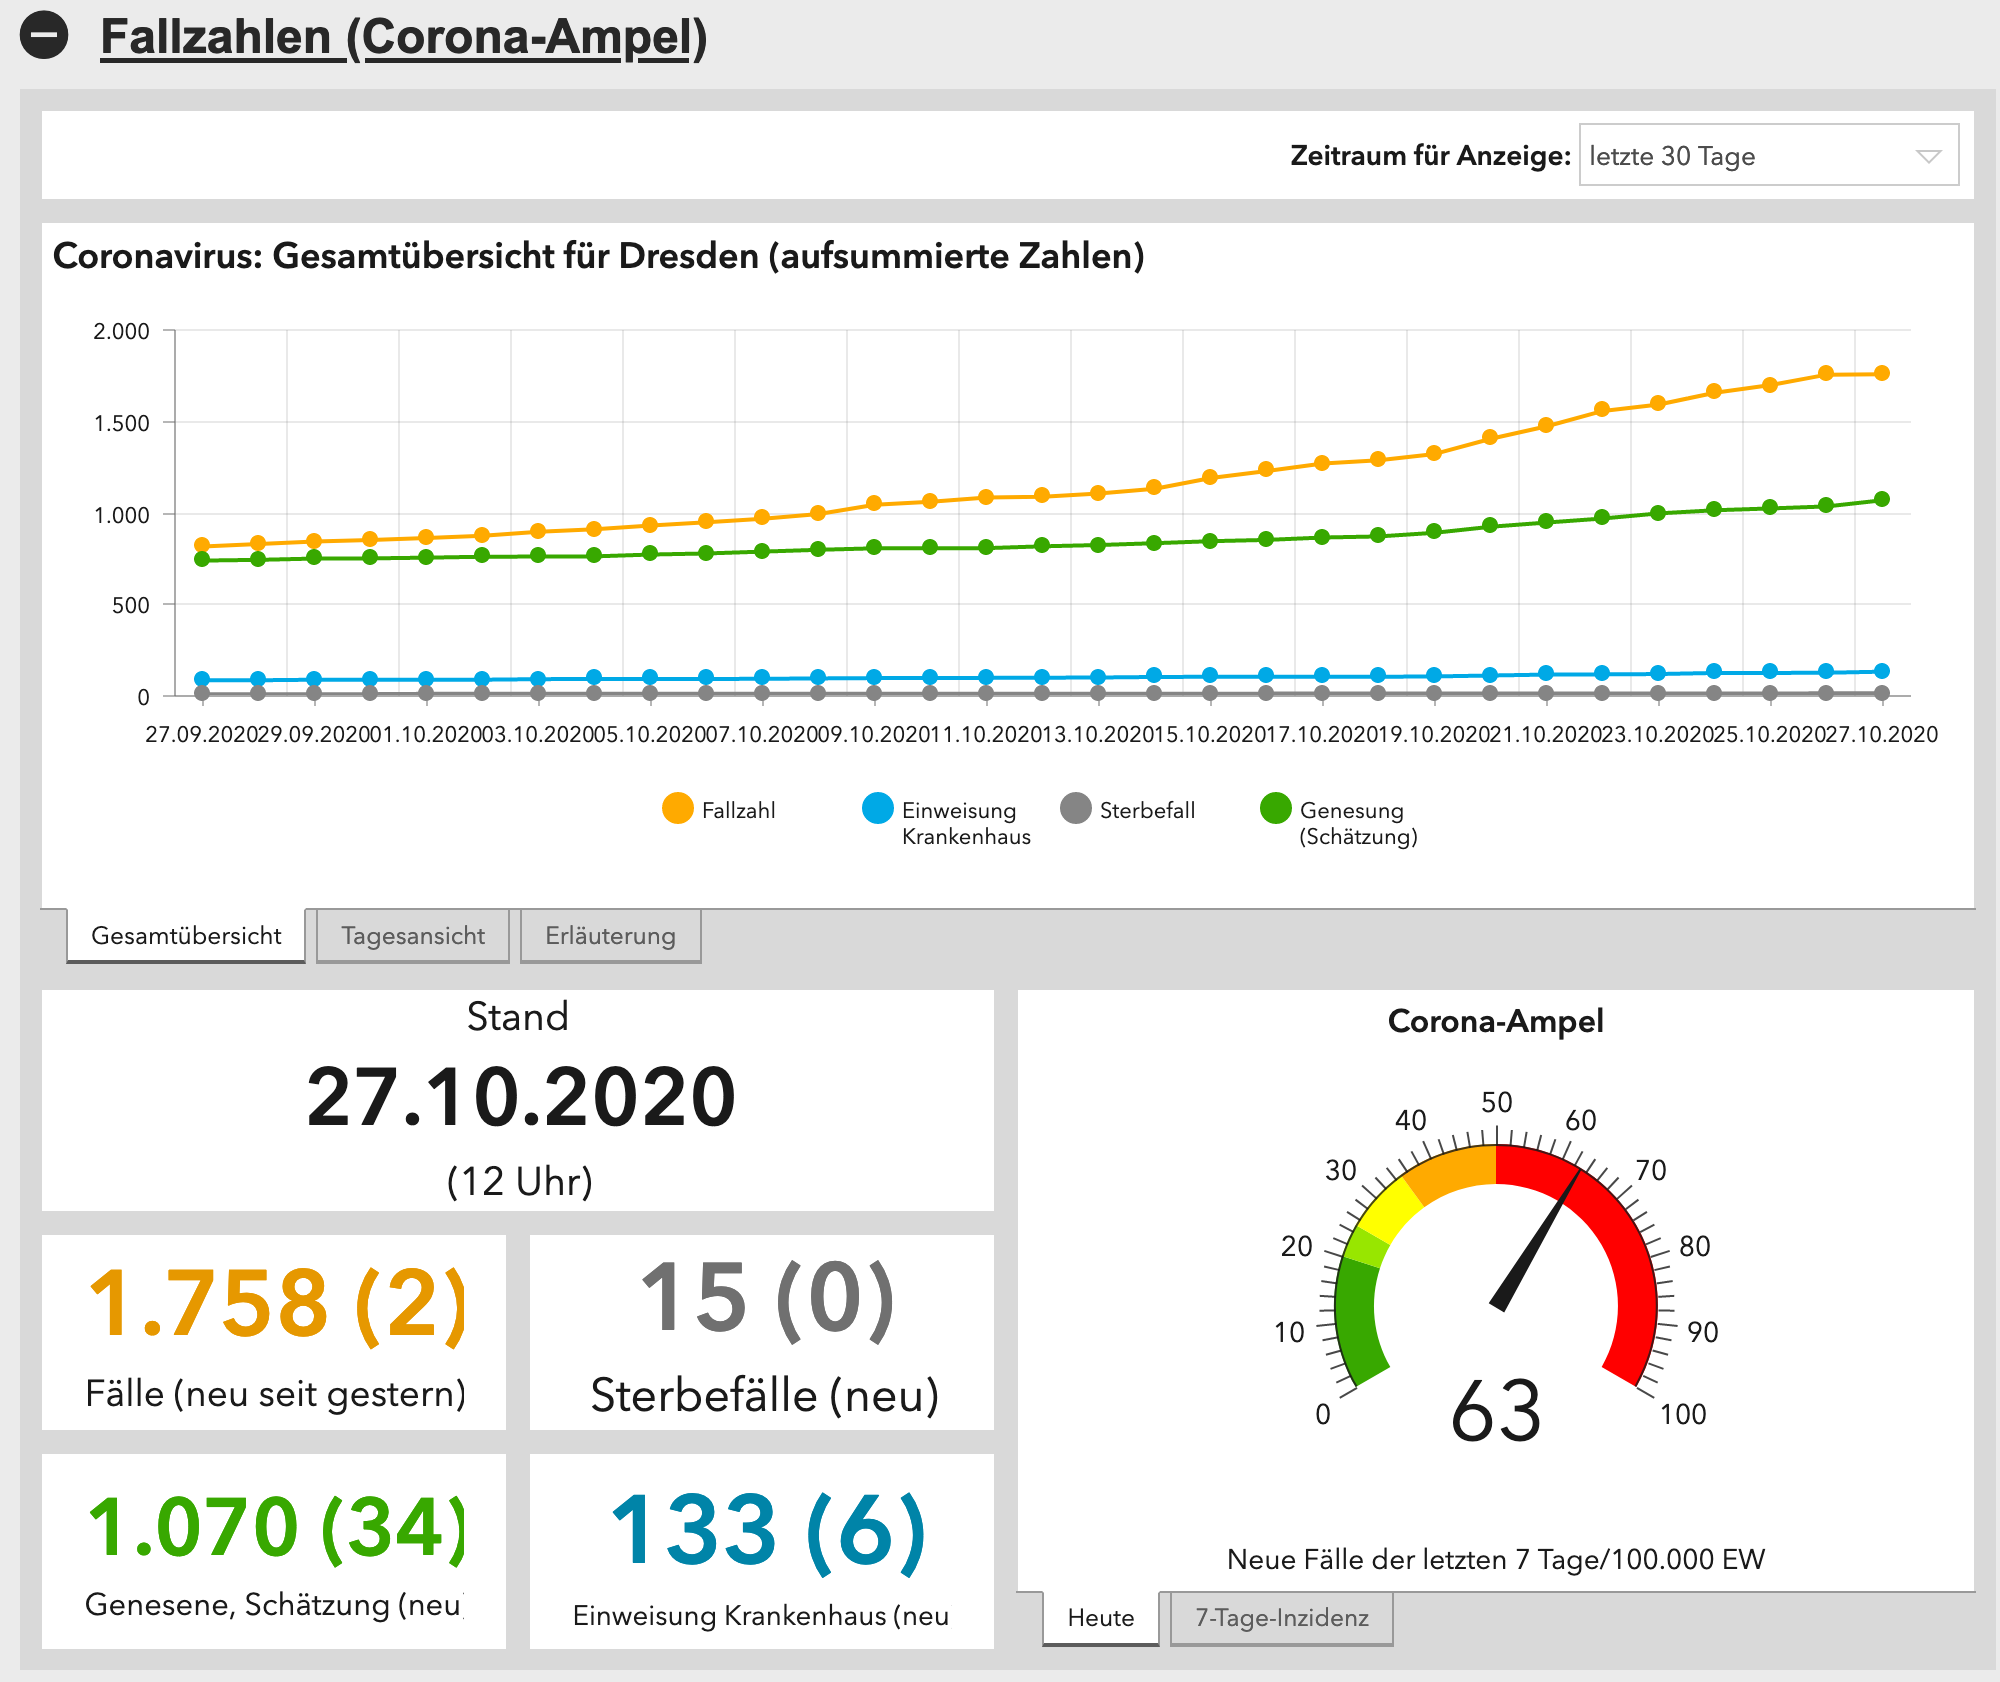 Fallzahlen (Corona-Ampel)
Zeitraum für Anzeige: letzte 30 Tage
Coronavirus: Gesamtübersicht für Dresden (aufsummierte Zahlen)
2.000
1.500
1.000
500
0
27.09.2020 29.09.2020 01.10.2020 03.10.2020 05.10.2020 07.10.2020 09.10.2020 11.10.2020 13.10.2020 15.10.2020 17.10.2020 19.10.2020 21.10.2020 23.10.2020 25.10.2020 27.10.2020
Fallzahl
Einweisung
Krankenhaus
Sterbefall
Genesung
(Schätzung)
Gesamtübersicht
Tagesansicht
Erläuterung
Stand
27.10.2020
(12 Uhr)
1.758 (2)
Fälle (neu seit gestern)
15 (0)
Sterbefälle (neu)
1.070 (34)
Genesene, Schätzung (neu)
133 (6)
Einweisung Krankenhaus (neu
Corona-Ampel
0
10
20
30
40
50
60
70
80
90
100
63
Neue Fälle der letzten 7 Tage/100.000 EW
Heute
7-Tage-Inzidenz